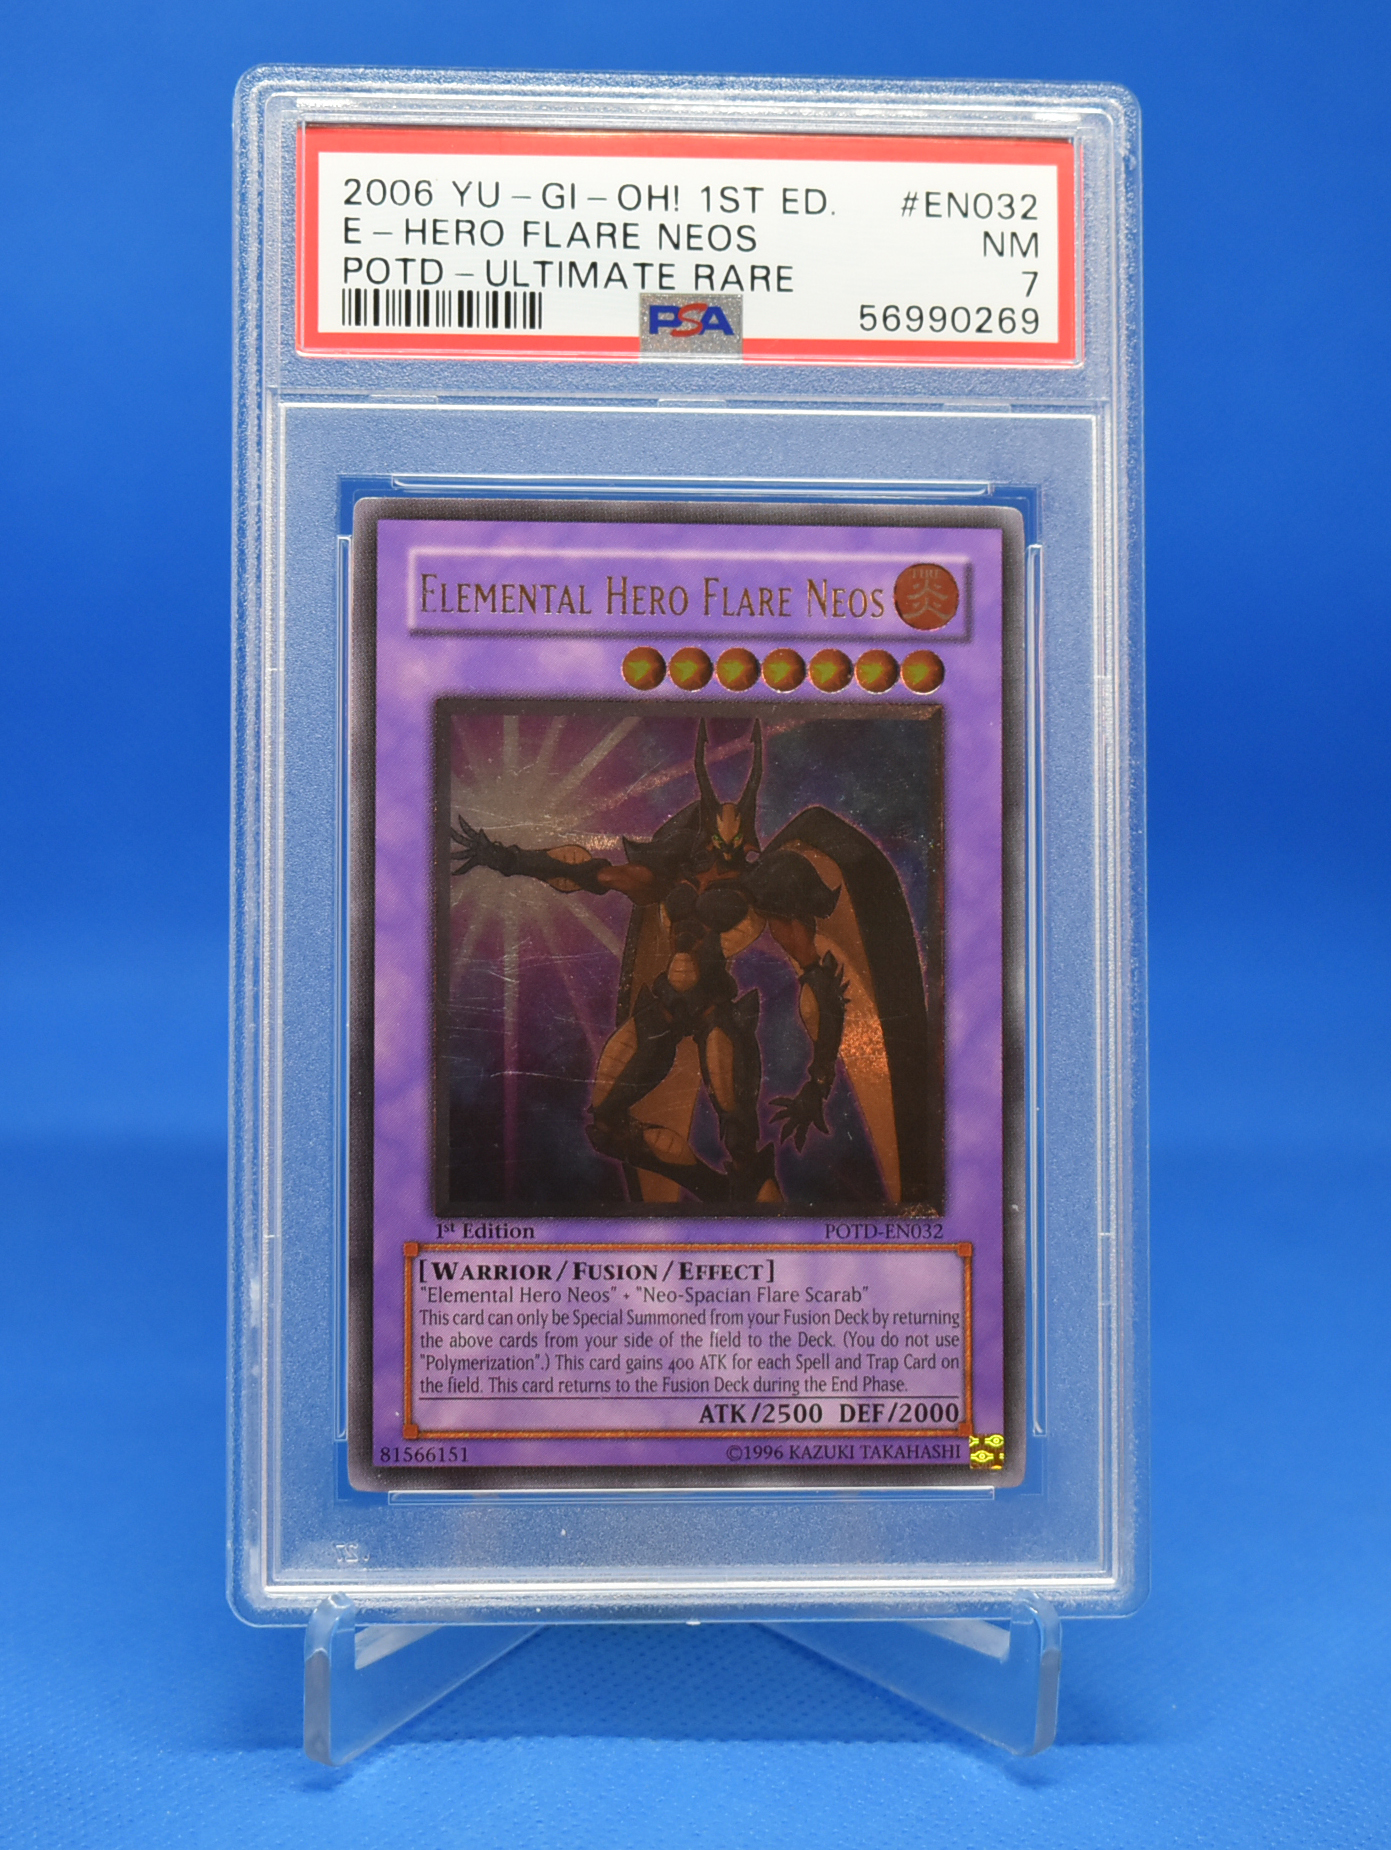 2006 YU-GI-OH! 1ST ED. #EN032
E-HERO FLARE NEOS NM
POTD-ULTIMATE RARE 7
PSA 56990269
ELEMENTAL HERO FLARE NEOS
FIRE
炎
1st Edition POTD-EN032
[WARRIOR/FUSION/EFFECT]
"Elemental Hero Neos" + "Neo-Spacian Flare Scarab"
This card can only be Special Summoned from your Fusion Deck by returning
the above cards from your side of the field to the Deck. (You do not use
"Polymerization".) This card gains 400 ATK for each Spell and Trap Card on
the field. This card returns to the Fusion Deck during the End Phase.
ATK/2500 DEF/2000
81566151 ©1996 KAZUKI TAKAHASHI